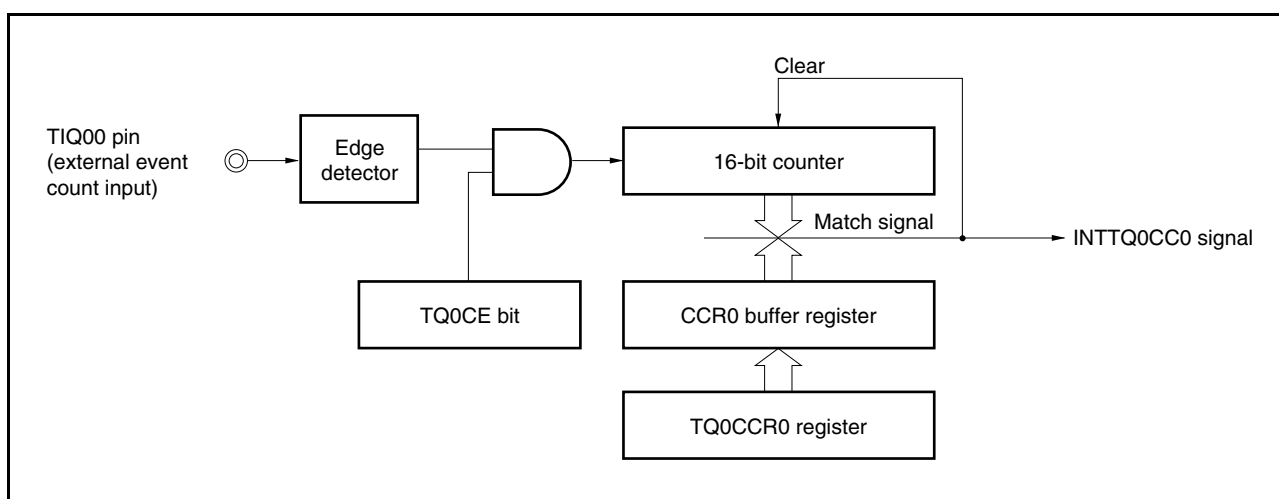 Clear
TIQ00 pin
(external event
count input)
Edge
detector
16-bit counter
Match signal
INTTQ0CC0 signal
TQ0CE bit
CCR0 buffer register
TQ0CCR0 register